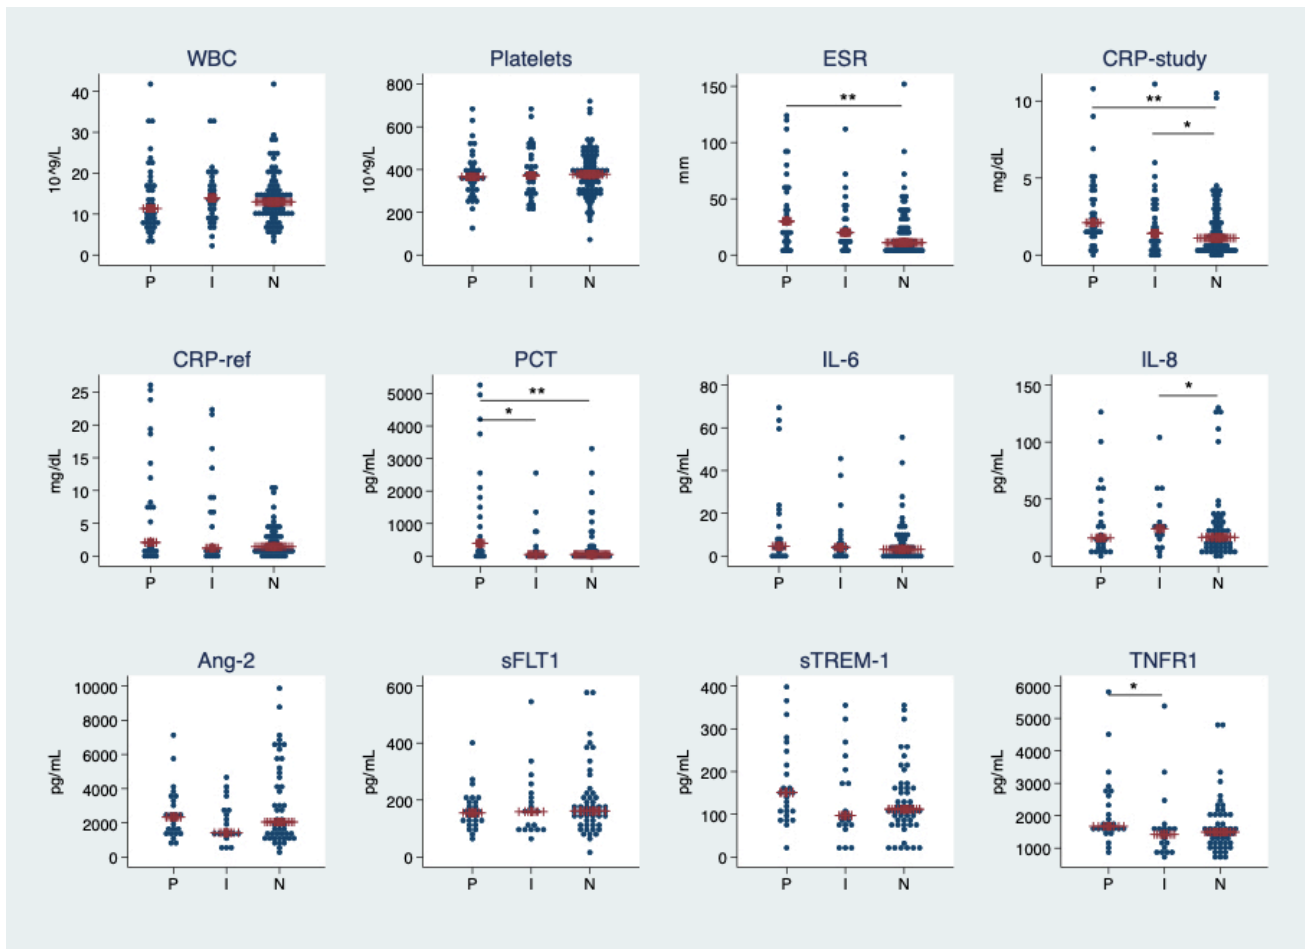 WBC
10^9/L
40
30
20
10
0
P I N
Platelets
10^9/L
800
600
400
200
0
P I N
ESR
mm
150
100
50
0
**
P I N
CRP-study
mg/dL
10
5
0
**
*
P I N
CRP-ref
mg/dL
25
20
15
10
5
0
P I N
PCT
pg/mL
5000
4000
3000
2000
1000
0
**
*
P I N
IL-6
pg/mL
80
60
40
20
0
P I N
IL-8
pg/mL
150
100
50
0
*
P I N
Ang-2
pg/mL
10000
8000
6000
4000
2000
0
P I N
sFLT1
pg/mL
600
400
200
0
P I N
sTREM-1
pg/mL
400
300
200
100
0
P I N
TNFR1
pg/mL
6000
5000
4000
3000
2000
1000
*
P I N